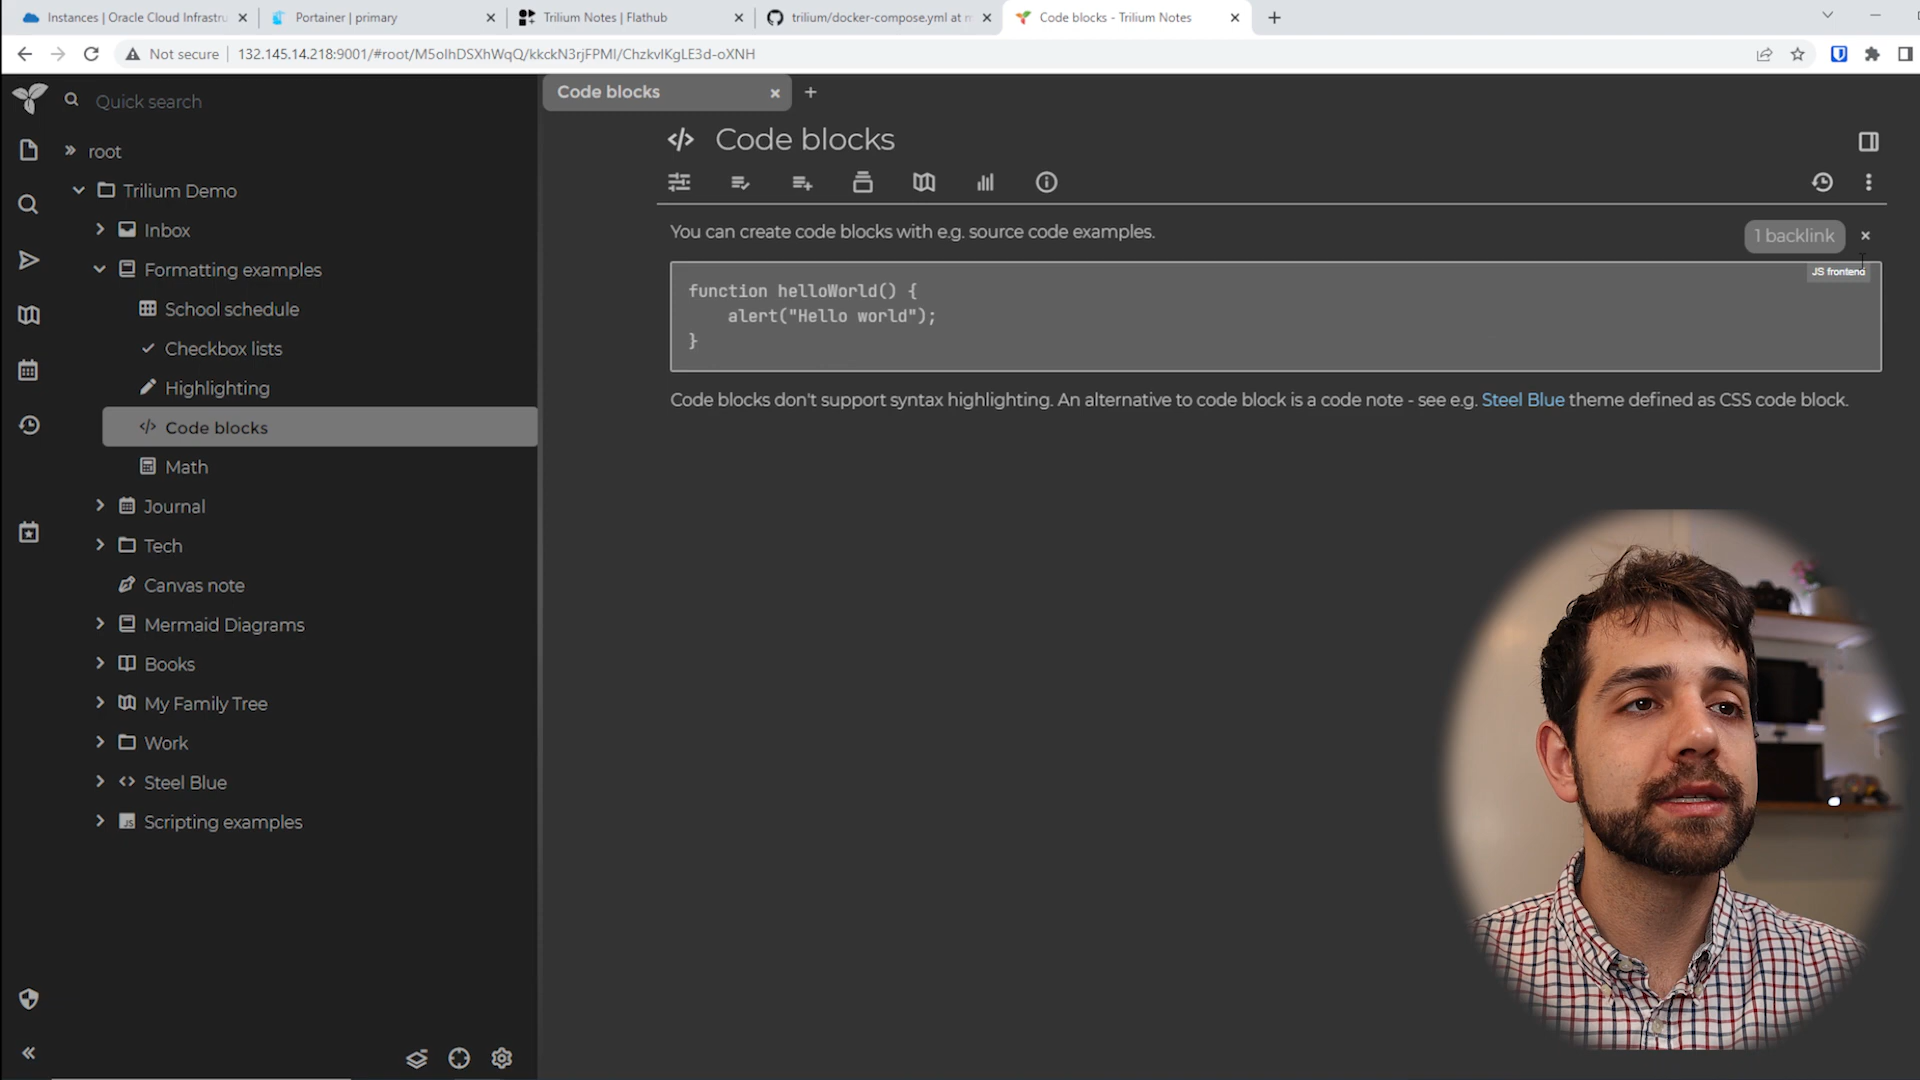 Instances | Oracle Cloud Infrastru
Portainer | primary
Trilium Notes | Flathub
trilium/docker-compose.yml at m
Code blocks - Trilium Notes
Not secure
132.145.14.218:9001/#root/M5olhDSXhWqQ/kkckN3rjFPMI/ChzkvIKgLE3d-oXNH
Quick search
Code blocks
Code blocks
root
Trilium Demo
Inbox
Formatting examples
School schedule
Checkbox lists
Highlighting
Code blocks
Math
Journal
Tech
Canvas note
Mermaid Diagrams
Books
My Family Tree
Work
Steel Blue
JS
Scripting examples
You can create code blocks with e.g. source code examples.
1 backlink
JS frontend
function helloWorld() {
alert("Hello world");
}
Code blocks don't support syntax highlighting. An alternative to code block is a code note - see e.g. Steel Blue theme defined as CSS code block.